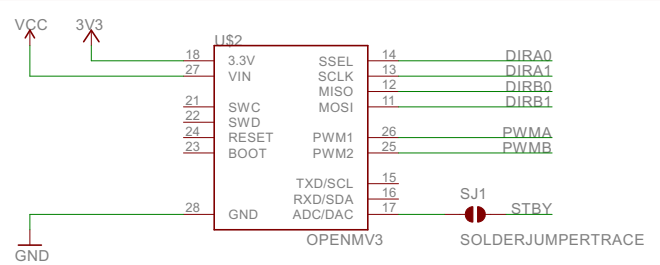 VCC 3V3
U$2
18 3.3V SSEL 14 DIRA0
27 VIN SCLK 13 DIRA1
MISO 12 DIRB0
21 SWC MOSI 11 DIRB1
22 SWD
24 RESET PWM1 26 PWMA
23 BOOT PWM2 25 PWMB
TXD/SCL 15
RXD/SDA 16 SJ1
28 GND ADC/DAC 17 STBY
OPENMV3 SOLDERJUMPERTRACE
GND